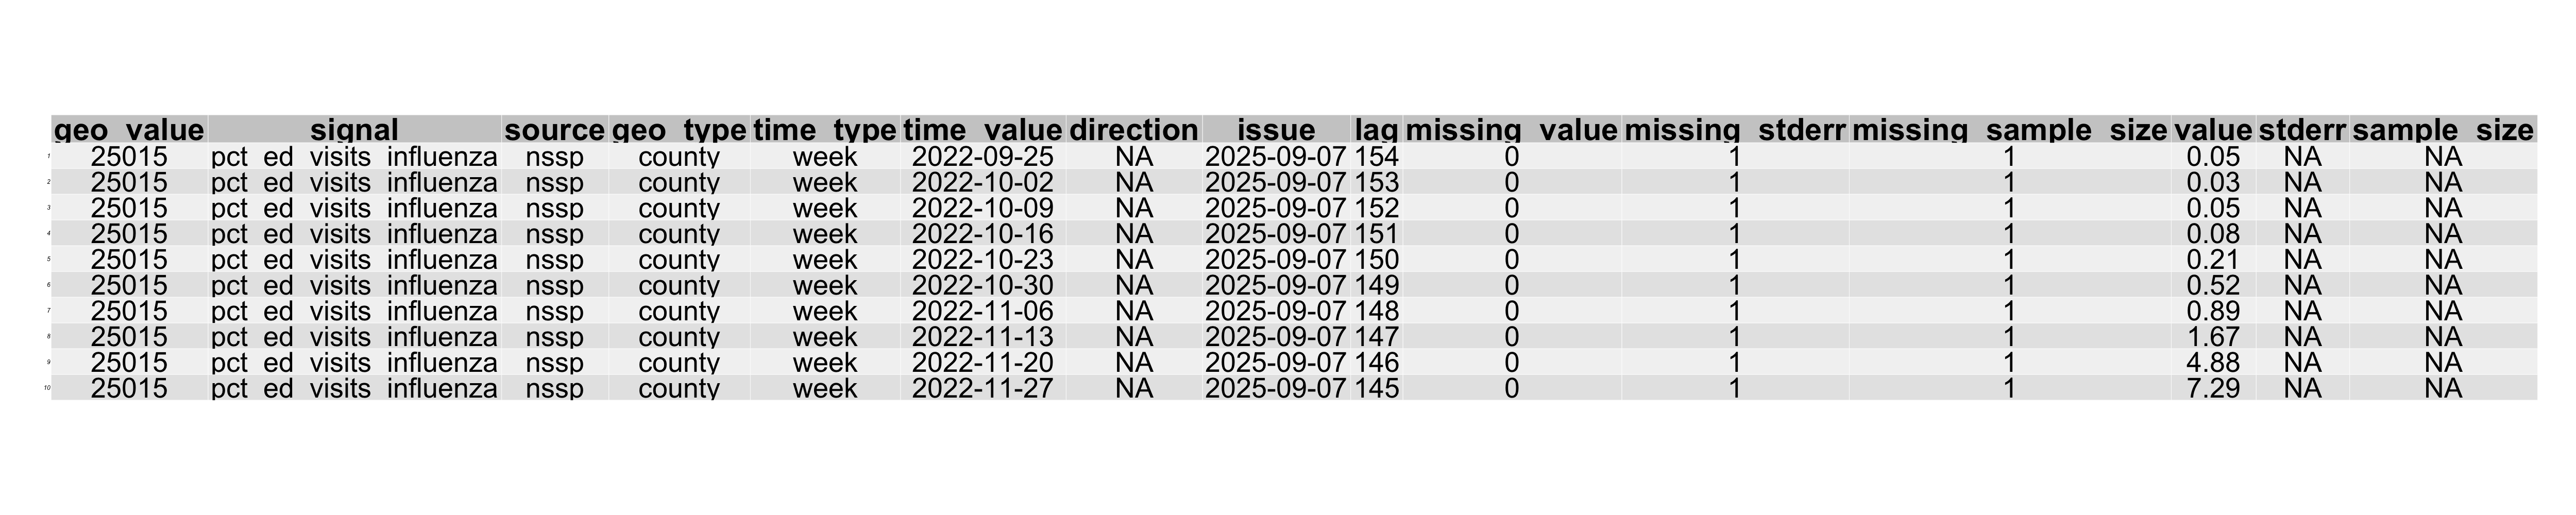 geo_value signal source geo_type time_type time_value direction issue lag missing_value missing_stderr missing_sample_size value stderr sample_size
1 25015 pct_ed_visits_influenza nssp county week 2022-09-25 NA 2025-09-07 154 0 1 1 0.05 NA NA
2 25015 pct_ed_visits_influenza nssp county week 2022-10-02 NA 2025-09-07 153 0 1 1 0.03 NA NA
3 25015 pct_ed_visits_influenza nssp county week 2022-10-09 NA 2025-09-07 152 0 1 1 0.05 NA NA
4 25015 pct_ed_visits_influenza nssp county week 2022-10-16 NA 2025-09-07 151 0 1 1 0.08 NA NA
5 25015 pct_ed_visits_influenza nssp county week 2022-10-23 NA 2025-09-07 150 0 1 1 0.21 NA NA
6 25015 pct_ed_visits_influenza nssp county week 2022-10-30 NA 2025-09-07 149 0 1 1 0.52 NA NA
7 25015 pct_ed_visits_influenza nssp county week 2022-11-06 NA 2025-09-07 148 0 1 1 0.89 NA NA
8 25015 pct_ed_visits_influenza nssp county week 2022-11-13 NA 2025-09-07 147 0 1 1 1.67 NA NA
9 25015 pct_ed_visits_influenza nssp county week 2022-11-20 NA 2025-09-07 146 0 1 1 4.88 NA NA
10 25015 pct_ed_visits_influenza nssp county week 2022-11-27 NA 2025-09-07 145 0 1 1 7.29 NA NA